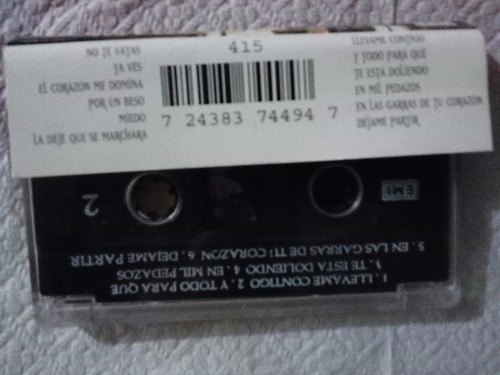 NO TE VAYAS
YA VES
EL CORAZÓN ME DOMINA
POR UN BESO
MIEDO
LA DEJE QUE SE MARCHARA
415
7 24383 74494 7
LLEVAME CONTIGO
Y TODO PARA QUE
TE ESTA DOLIENDO
EN MIL PEDAZOS
EN LAS GARRAS DE TU CORAZON
DEJAME PARTIR
2
EMI
1. LLEVAME CONTIGO 2. Y TODO PARA QUE
3. TE ESTA DOLIENDO 4. EN MIL PEDAZOS
5. EN LAS GARRAS DE TU CORAZON 6. DEJAME PARTIR